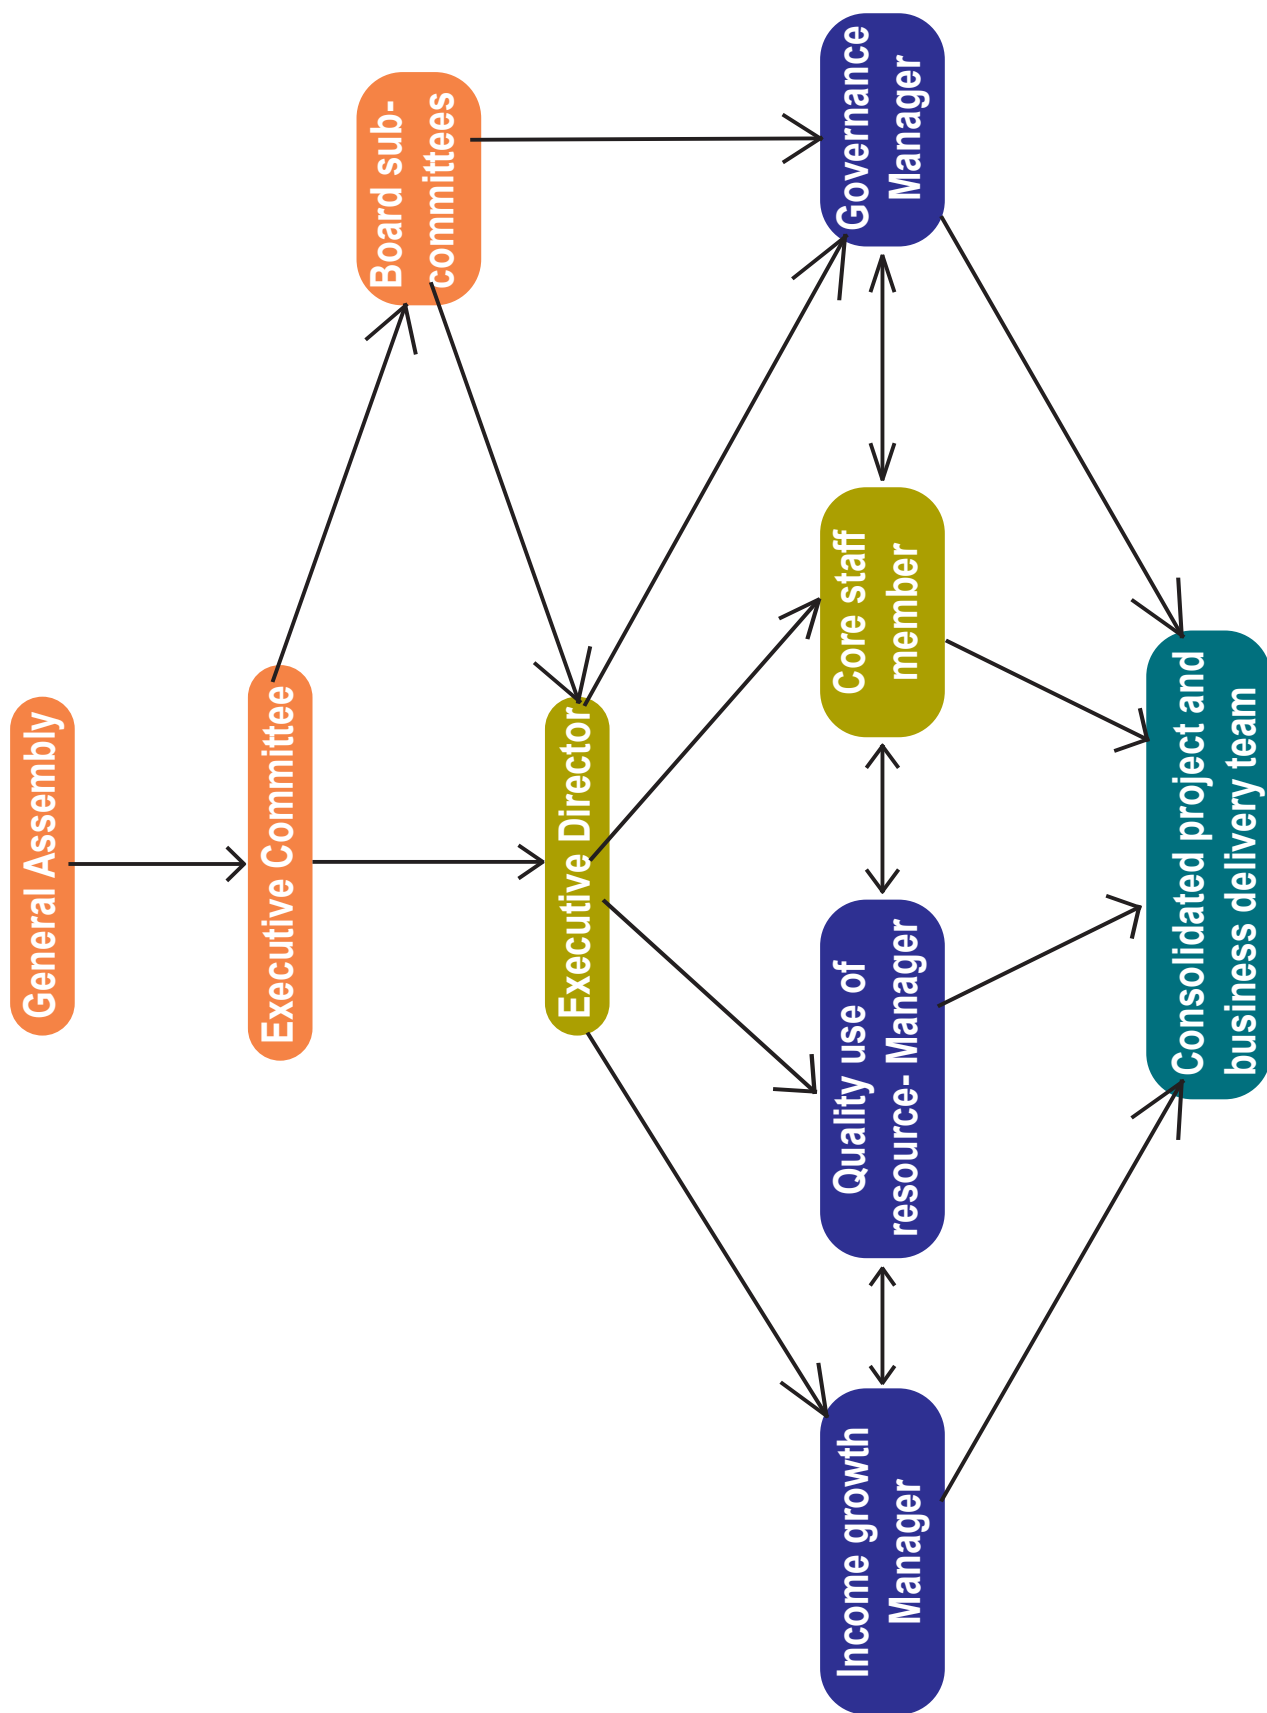 General Assembly
Executive Committee
Board sub-
committees
Executive Director
Income growth
Manager
Quality use of
resource- Manager
Core staff
member
Governance
Manager
Consolidated project and
business delivery team